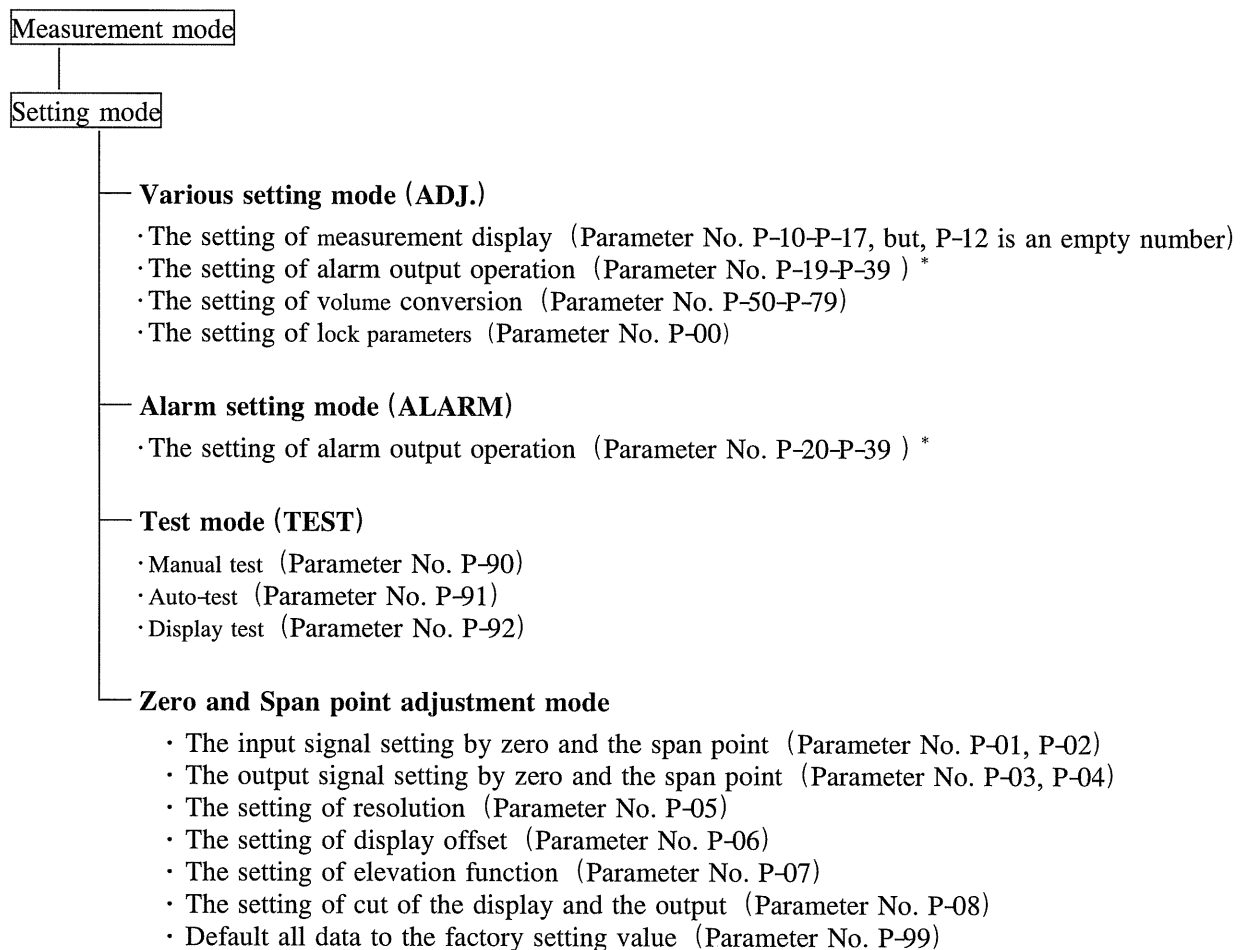 Measurement mode
Setting mode
Various setting mode (ADJ.)
·The setting of measurement display (Parameter No. P-10-P-17, but, P-12 is an empty number)
·The setting of alarm output operation (Parameter No. P-19-P-39 ) *
·The setting of volume conversion (Parameter No. P-50-P-79)
·The setting of lock parameters (Parameter No. P-00)
Alarm setting mode (ALARM)
·The setting of alarm output operation (Parameter No. P-20-P-39 ) *
Test mode (TEST)
·Manual test (Parameter No. P-90)
·Auto-test (Parameter No. P-91)
·Display test (Parameter No. P-92)
Zero and Span point adjustment mode
· The input signal setting by zero and the span point (Parameter No. P-01, P-02)
· The output signal setting by zero and the span point (Parameter No. P-03, P-04)
· The setting of resolution (Parameter No. P-05)
· The setting of display offset (Parameter No. P-06)
· The setting of elevation function (Parameter No. P-07)
· The setting of cut of the display and the output (Parameter No. P-08)
· Default all data to the factory setting value (Parameter No. P-99)